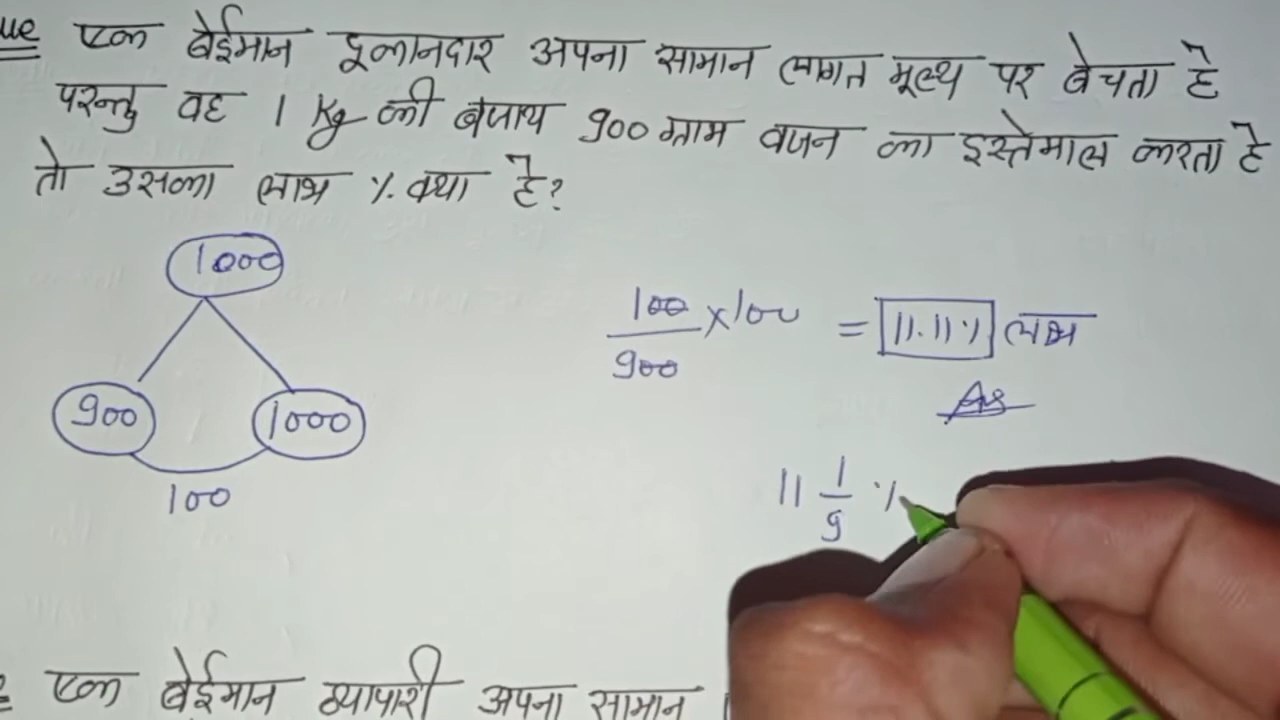 Que एक बेईमान दूकानदार अपना सामान लागत मूल्य पर बेचता है
परन्तु वह 1 Kg की बजाय 900 ग्राम वजन का इस्तेमाल करता है
तो उसका लाभ % क्या है?
1000
900 1000
100
100/900 × 100 = 11.11% लाभ
Ans
11 1/9 %
एक बेईमान व्यापारी अपना सामान